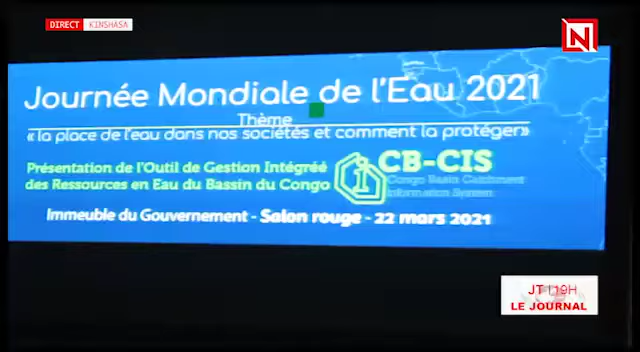 DIRECT KINSHASA
N
Journée Mondiale de l'Eau 2021
Thème
« la place de l'eau dans nos sociétés et comment la protéger»
Présentation de l'Outil de Gestion Intégrée
des Ressources en Eau du Bassin du Congo
i CB-CIS
Congo Basin Catchment
Information System
Immeuble du Gouvernement - Salon rouge - 22 mars 2021
JT 19H
LE JOURNAL